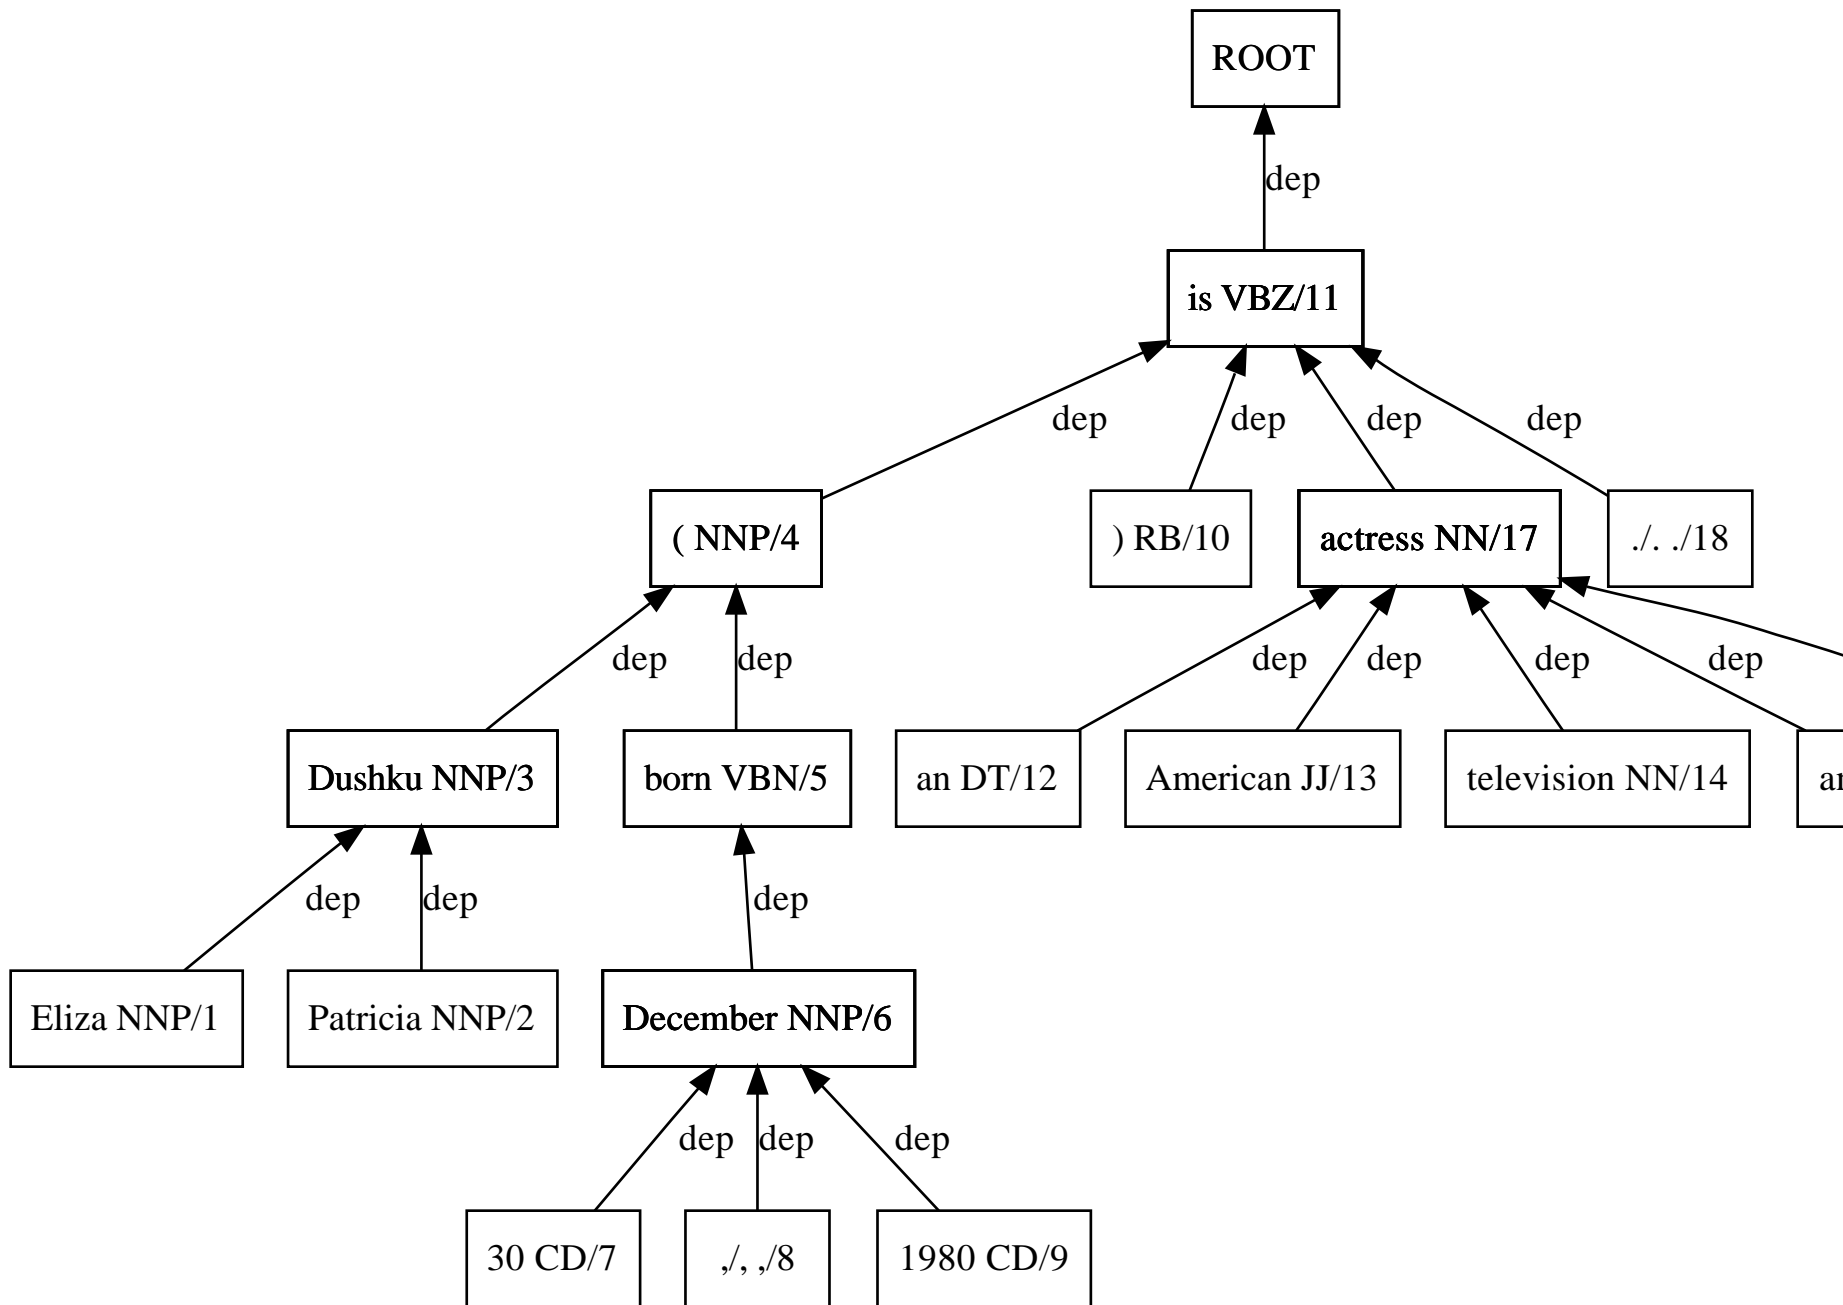 ROOT
dep
is VBZ/11
dep dep dep dep
( NNP/4 ) RB/10 actress NN/17 ./. ./18
dep dep dep dep dep dep
Dushku NNP/3 born VBN/5 an DT/12 American JJ/13 television NN/14
dep dep dep
Eliza NNP/1 Patricia NNP/2 December NNP/6
dep dep dep
30 CD/7 ,/, ,/8 1980 CD/9